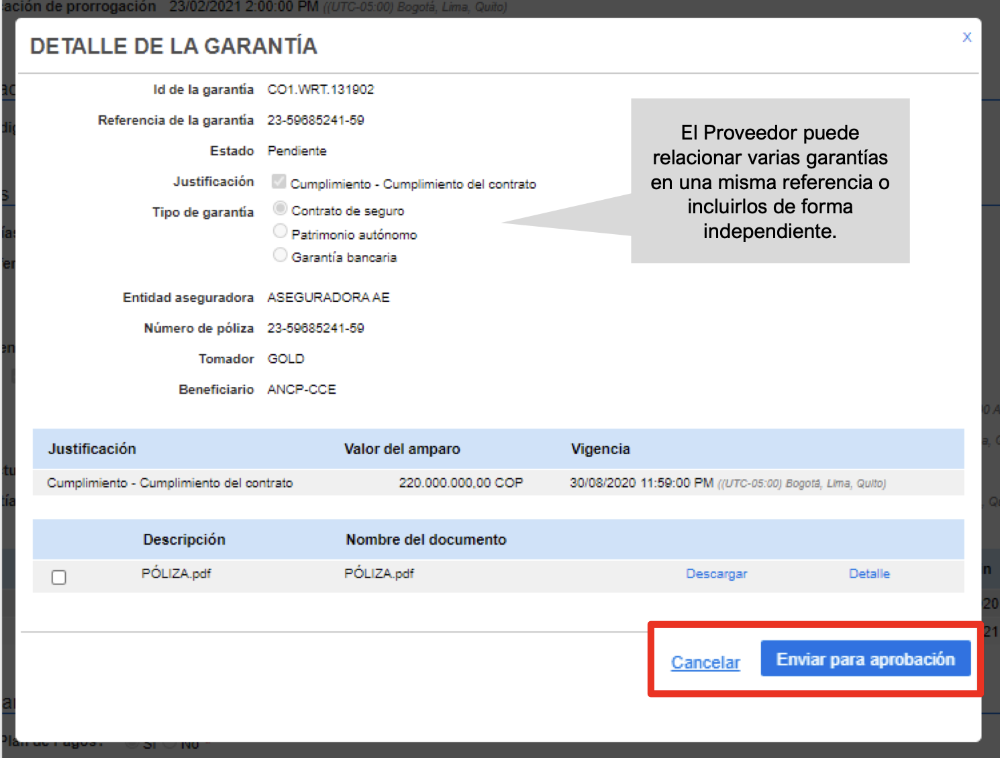 ación de prorrogación 23/02/2021 2:00:00 PM ((UTC-05:00) Bogotá, Lima, Quito)
DETALLE DE LA GARANTÍA
x
Id de la garantía CO1.WRT.131902
Referencia de la garantía 23-59685241-59
Estado Pendiente
Justificación Cumplimiento - Cumplimiento del contrato
Tipo de garantía Contrato de seguro
Patrimonio autónomo
Garantía bancaria
El Proveedor puede
relacionar varias garantías
en una misma referencia o
incluirlos de forma
independiente.
Entidad aseguradora ASEGURADORA AE
Número de póliza 23-59685241-59
Tomador GOLD
Beneficiario ANCP-CCE
Justificación Valor del amparo Vigencia
Cumplimiento - Cumplimiento del contrato 220.000.000,00 COP 30/08/2020 11:59:00 PM ((UTC-05:00) Bogotá, Lima, Quito)
Descripción Nombre del documento
PÓLIZA.pdf PÓLIZA.pdf Descargar Detalle
Cancelar Enviar para aprobación
Plan de Pagos? Sí No